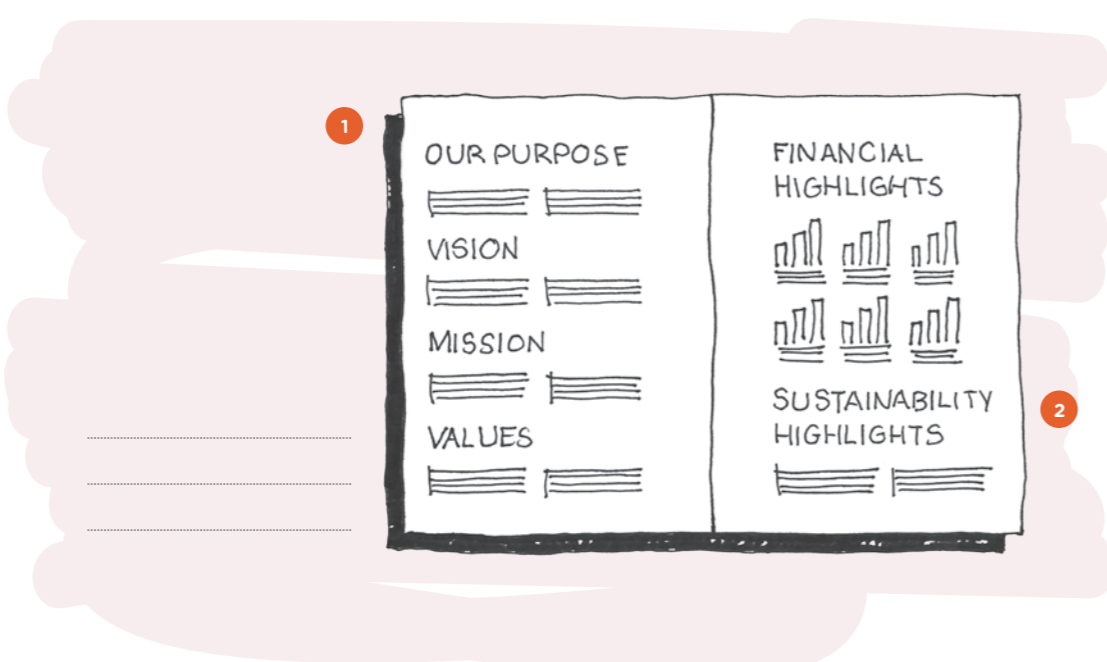 1
OUR PURPOSE
VISION
MISSION
VALUES
FINANCIAL
HIGHLIGHTS
SUSTAINABILITY
HIGHLIGHTS
2